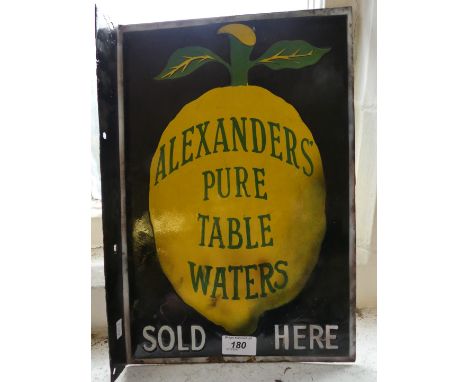 ALEXANDERS'
PURE
TABLE
WATERS
SOLD HERE
180